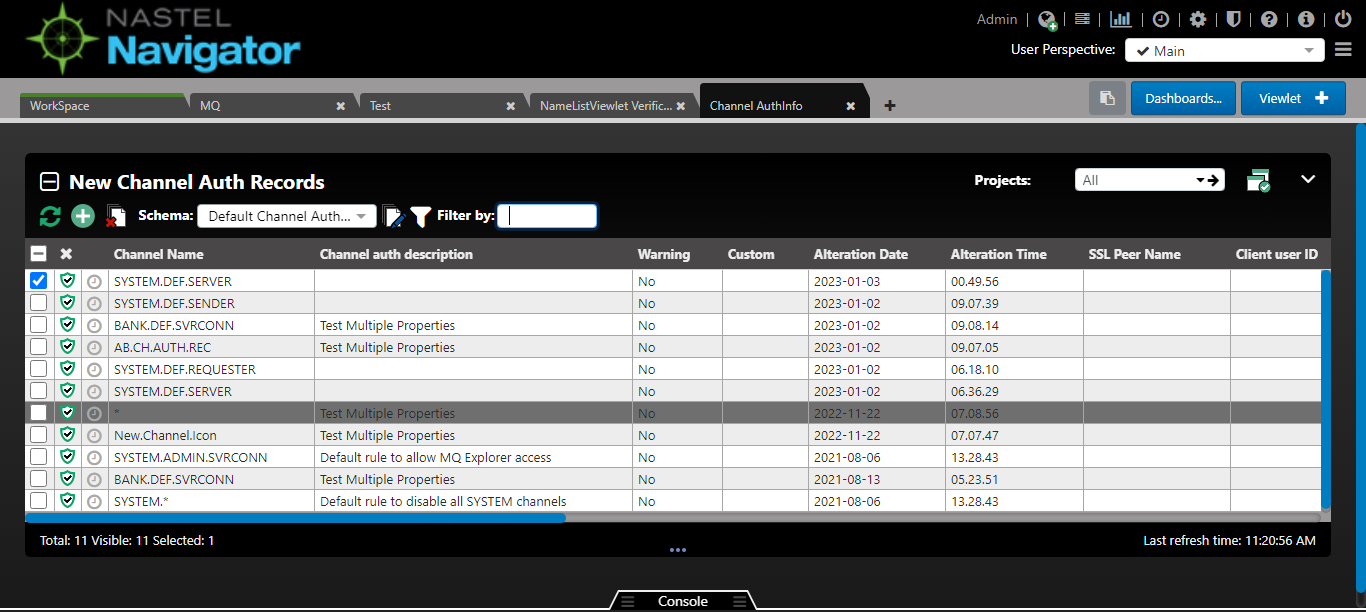 NASTEL
Navigator
Admin
User Perspective: Main
WorkSpace MQ Test NameListViewlet Verific... Channel AuthInfo
Dashboards... Viewlet
New Channel Auth Records
Projects: All
Schema: Default Channel Auth... Filter by:
Channel Name Channel auth description Warning Custom Alteration Date Alteration Time SSL Peer Name Client user ID
SYSTEM.DEF.SERVER No 2023-01-03 00.49.56
SYSTEM.DEF.SENDER No 2023-01-02 09.07.39
BANK.DEF.SVRCONN Test Multiple Properties No 2023-01-02 09.08.14
AB.CH.AUTH.REC Test Multiple Properties No 2023-01-02 09.07.05
SYSTEM.DEF.REQUESTER No 2023-01-02 06.18.10
SYSTEM.DEF.SERVER No 2023-01-02 06.36.29
* Test Multiple Properties No 2022-11-22 07.08.56
New.Channel.Icon Test Multiple Properties No 2022-11-22 07.07.47
SYSTEM.ADMIN.SVRCONN Default rule to allow MQ Explorer access No 2021-08-06 13.28.43
BANK.DEF.SVRCONN Test Multiple Properties No 2021-08-13 05.23.51
SYSTEM.* Default rule to disable all SYSTEM channels No 2021-08-06 13.28.43
Total: 11 Visible: 11 Selected: 1
Last refresh time: 11:20:56 AM
Console